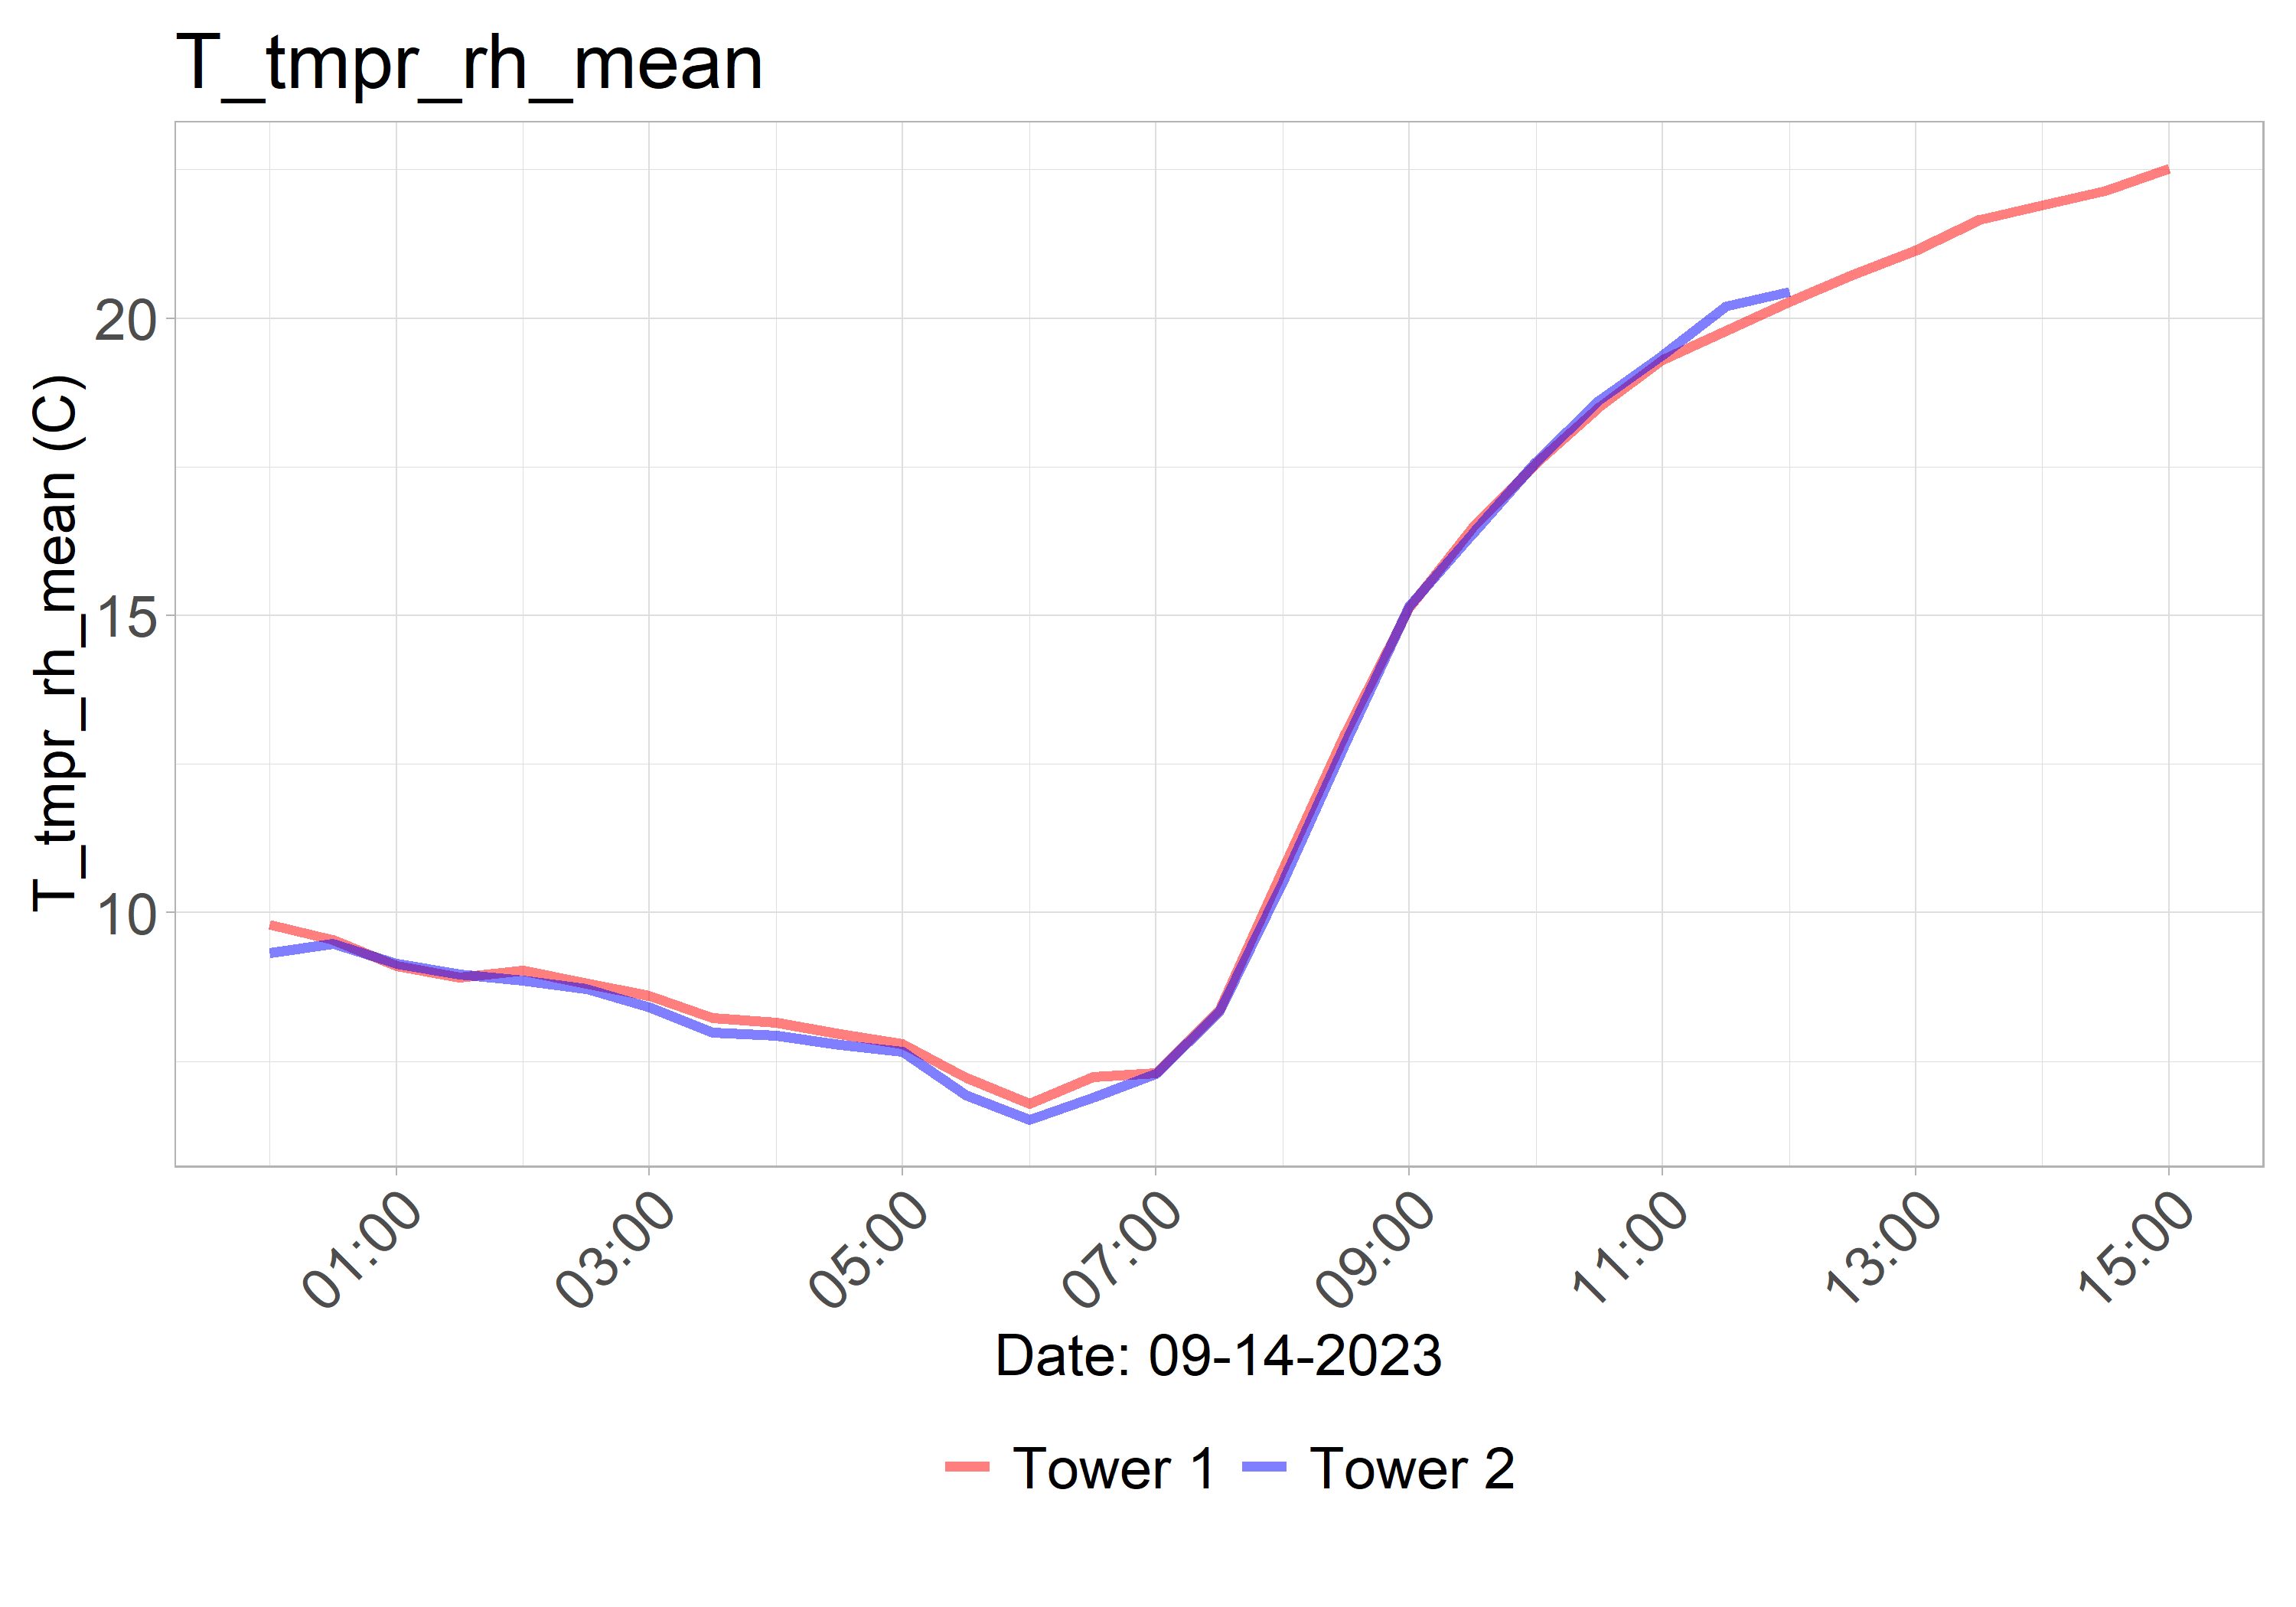 T_tmpr_rh_mean
T_tmpr_rh_mean (C)
20
15
10
01:00
03:00
05:00
07:00
09:00
11:00
13:00
15:00
Date: 09-14-2023
Tower 1
Tower 2